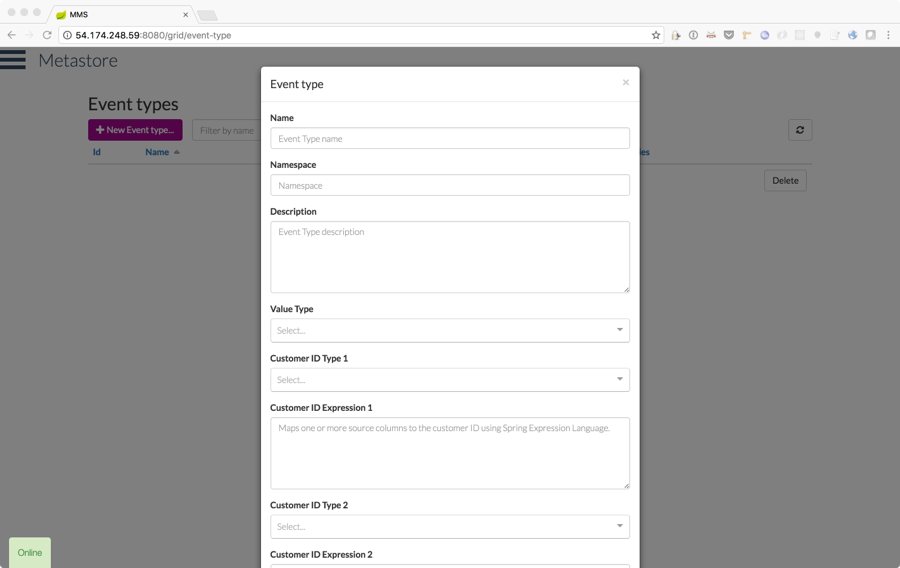 MMS
54.174.248.59:8080/grid/event-type
Metastore
Event type
Event types
New Event type...
Filter by name
Id
Name
Delete
Name
Event Type name
Namespace
Namespace
Description
Event Type description
Value Type
Select...
Customer ID Type 1
Select...
Customer ID Expression 1
Maps one or more source columns to the customer ID using Spring Expression Language.
Customer ID Type 2
Select...
Customer ID Expression 2
Online